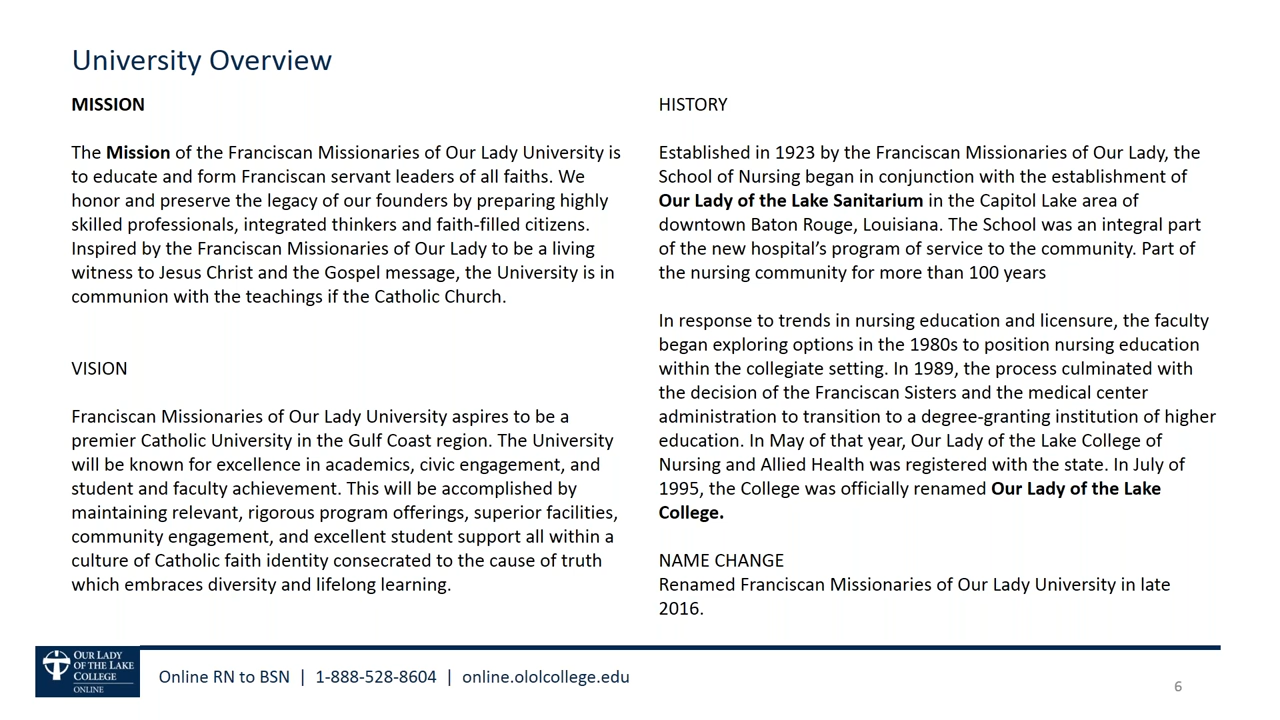 University Overview
MISSION
The Mission of the Franciscan Missionaries of Our Lady University is
to educate and form Franciscan servant leaders of all faiths. We
honor and preserve the legacy of our founders by preparing highly
skilled professionals, integrated thinkers and faith-filled citizens.
Inspired by the Franciscan Missionaries of Our Lady to be a living
witness to Jesus Christ and the Gospel message, the University is in
communion with the teachings if the Catholic Church.
VISION
Franciscan Missionaries of Our Lady University aspires to be a
premier Catholic University in the Gulf Coast region. The University
will be known for excellence in academics, civic engagement, and
student and faculty achievement. This will be accomplished by
maintaining relevant, rigorous program offerings, superior facilities,
community engagement, and excellent student support all within a
culture of Catholic faith identity consecrated to the cause of truth
which embraces diversity and lifelong learning.
HISTORY
Established in 1923 by the Franciscan Missionaries of Our Lady, the
School of Nursing began in conjunction with the establishment of
Our Lady of the Lake Sanitarium in the Capitol Lake area of
downtown Baton Rouge, Louisiana. The School was an integral part
of the new hospital’s program of service to the community. Part of
the nursing community for more than 100 years
In response to trends in nursing education and licensure, the faculty
began exploring options in the 1980s to position nursing education
within the collegiate setting. In 1989, the process culminated with
the decision of the Franciscan Sisters and the medical center
administration to transition to a degree-granting institution of higher
education. In May of that year, Our Lady of the Lake College of
Nursing and Allied Health was registered with the state. In July of
1995, the College was officially renamed Our Lady of the Lake
College.
NAME CHANGE
Renamed Franciscan Missionaries of Our Lady University in late
2016.
OUR LADY
OF THE LAKE
COLLEGE
ONLINE
Online RN to BSN | 1-888-528-8604 | online.ololcollege.edu
6